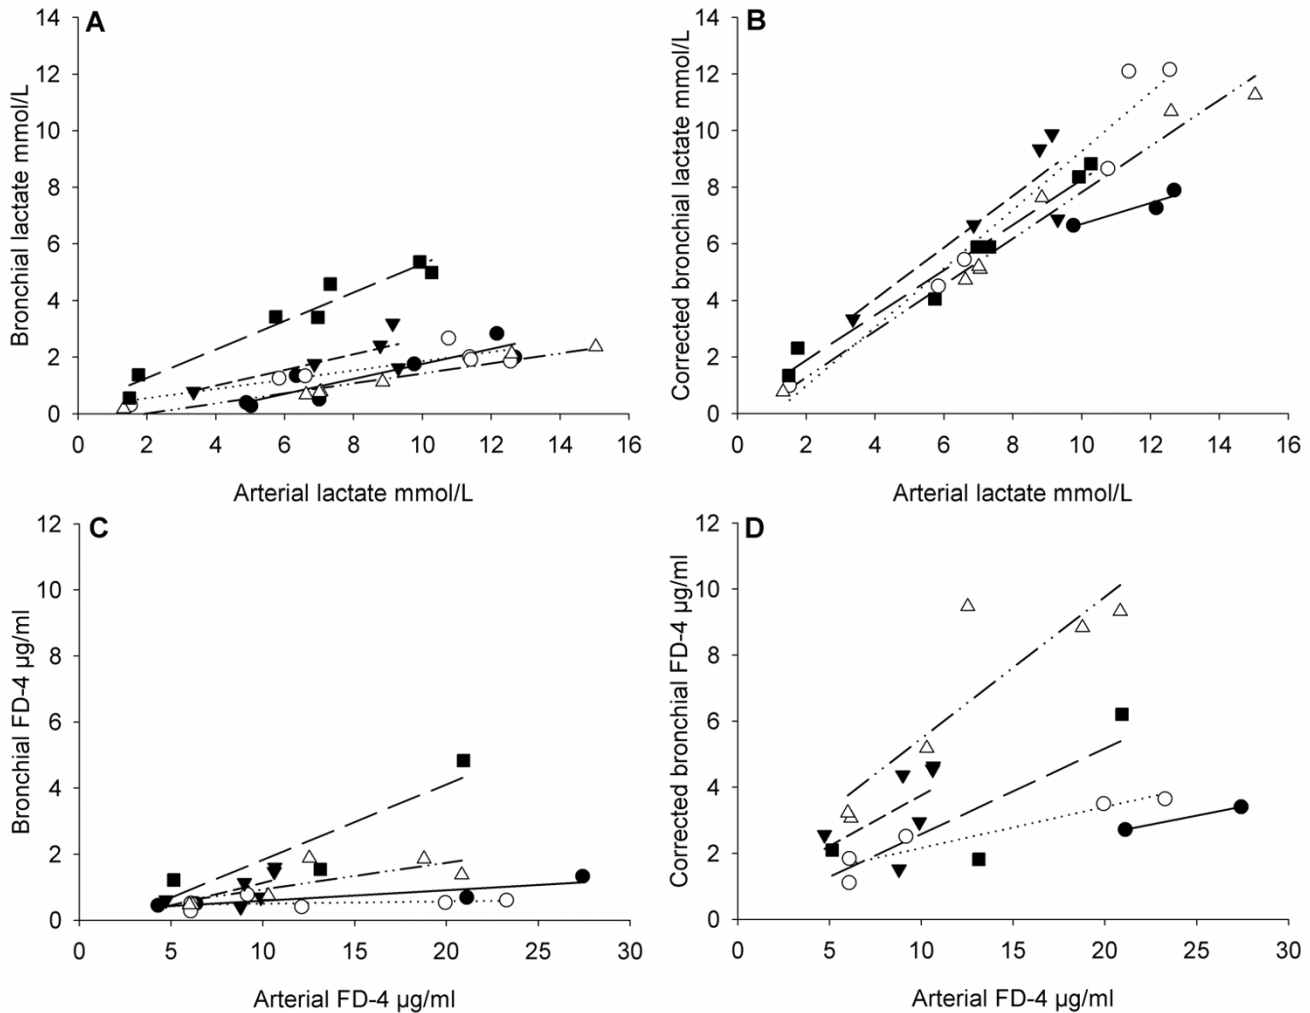 A
Bronchial lactate mmol/L
14
12
10
8
6
4
2
0
0 2 4 6 8 10 12 14 16
Arterial lactate mmol/L
B
Corrected bronchial lactate mmol/L
14
12
10
8
6
4
2
0
0 2 4 6 8 10 12 14 16
Arterial lactate mmol/L
C
Bronchial FD-4 µg/ml
12
10
8
6
4
2
0
0 5 10 15 20 25 30
Arterial FD-4 µg/ml
D
Corrected bronchial FD-4 µg/ml
12
10
8
6
4
2
0
0 5 10 15 20 25 30
Arterial FD-4 µg/ml